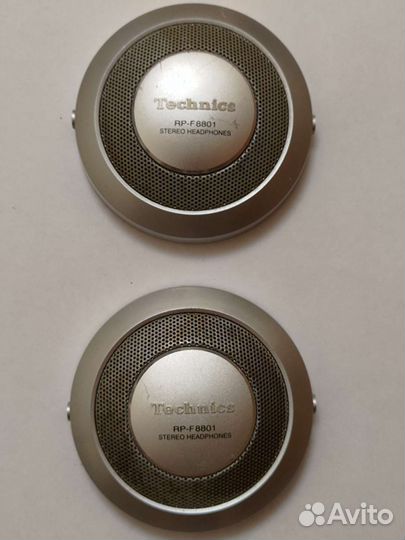 Technics
RP-F8801
STEREO HEADPHONES
Technics
RP-F8801
STEREO HEADPHONES
Avito